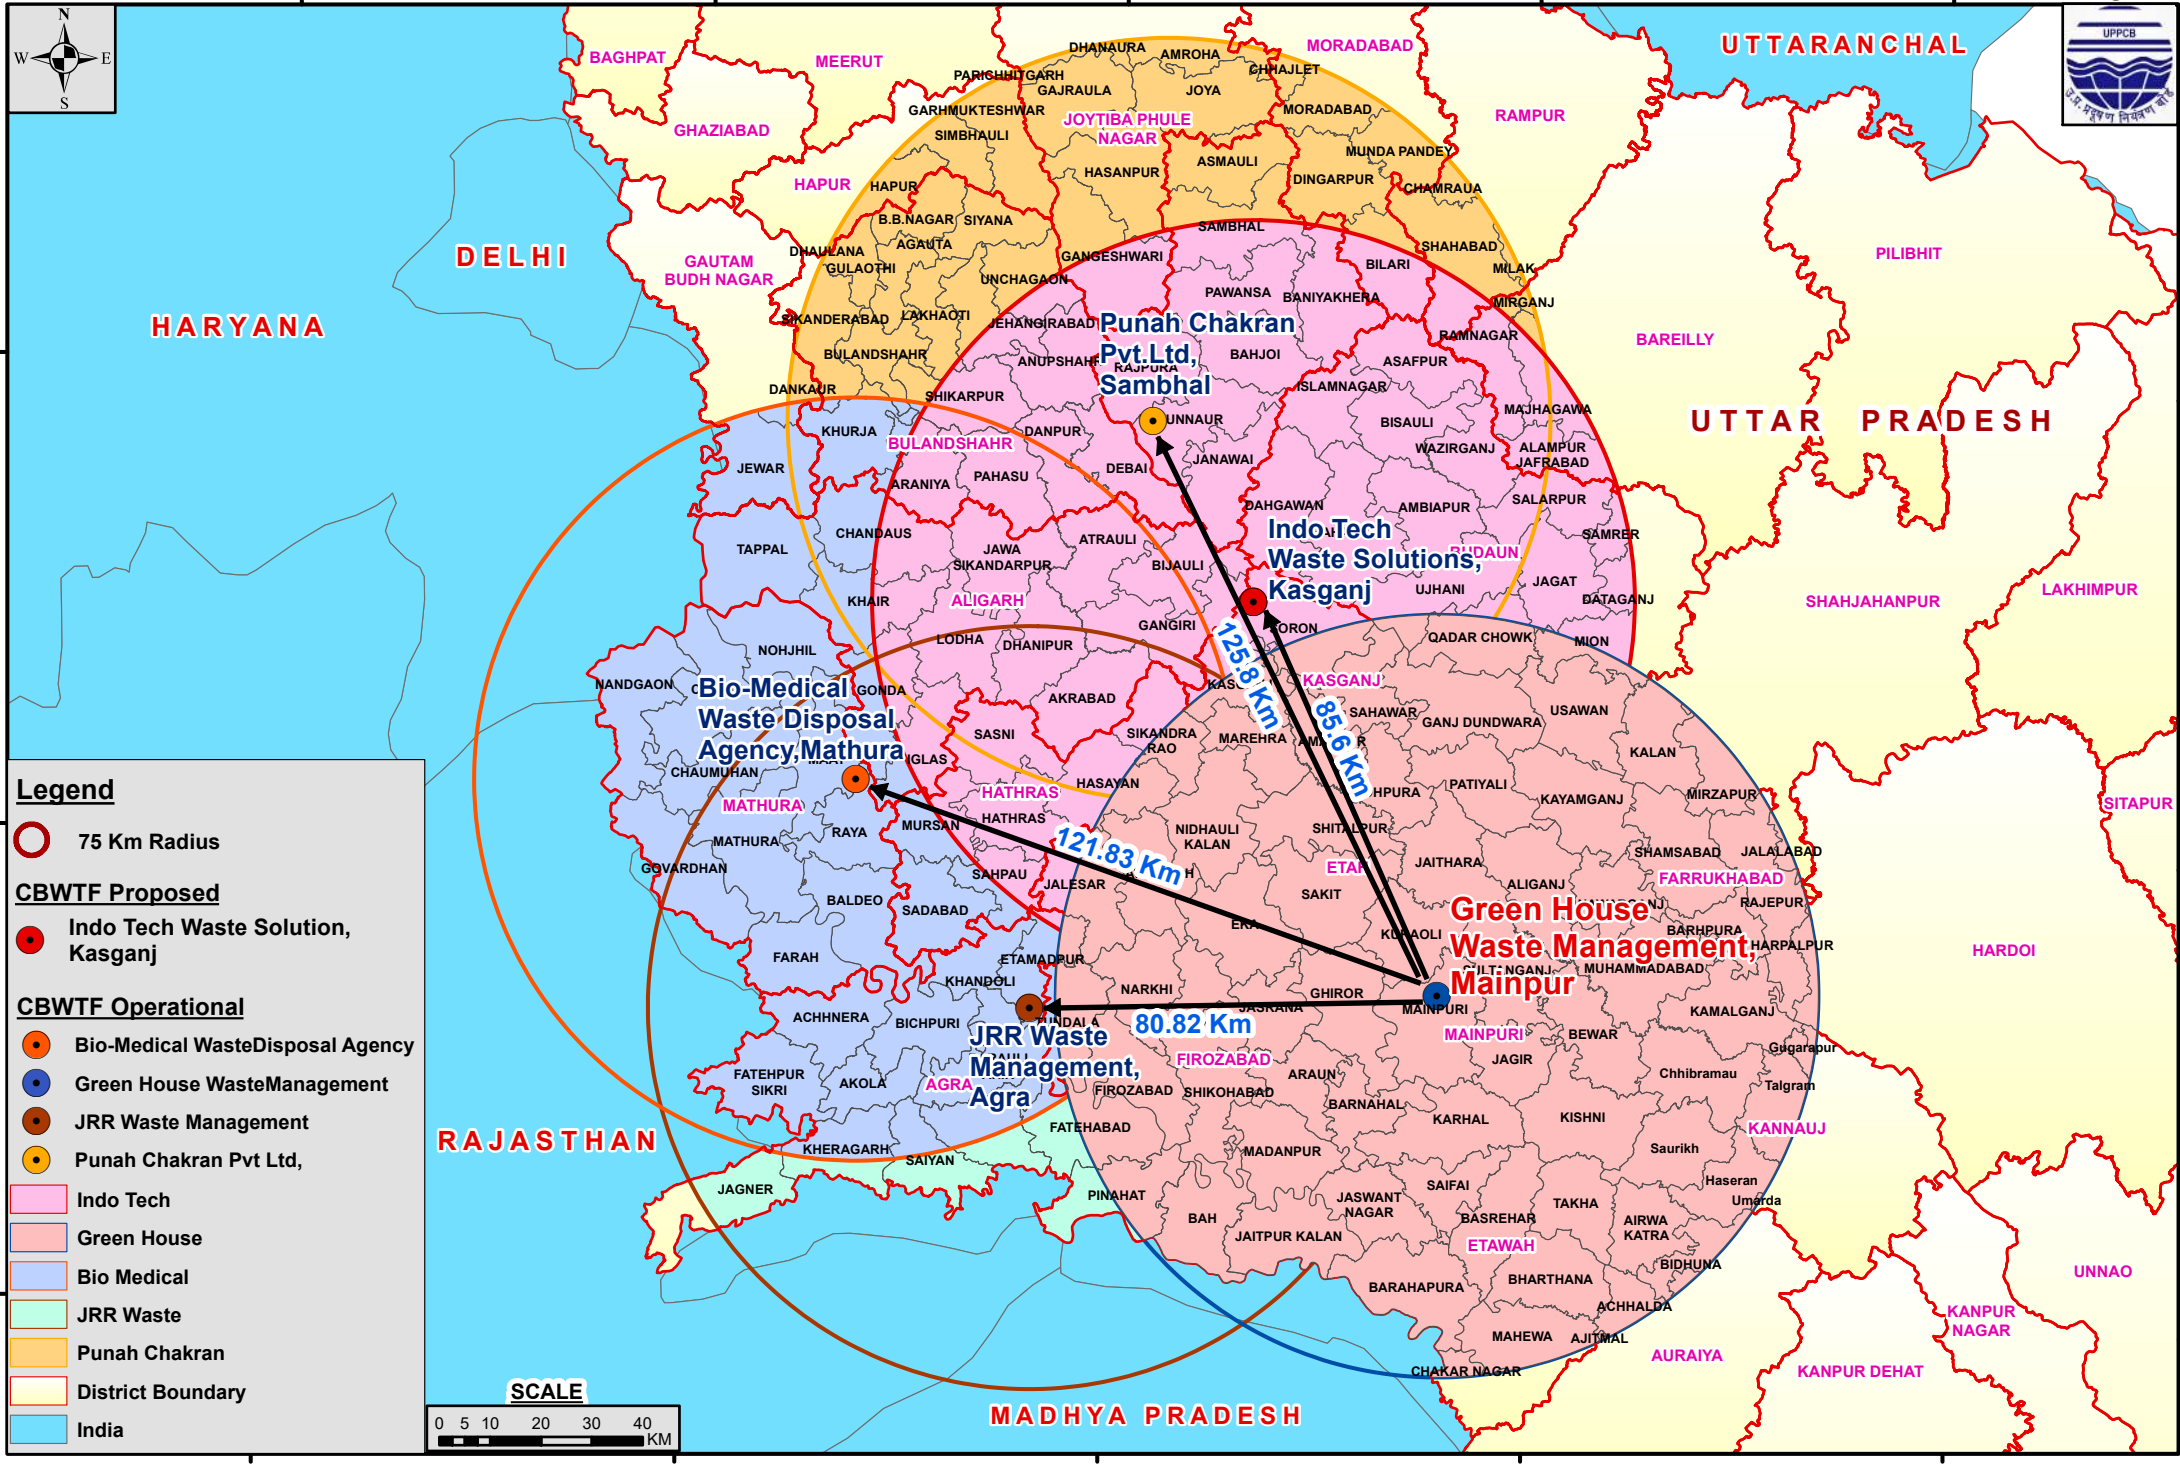 N
W E
S
UPPCB
उ.प्र. प्रदूषण नियंत्रण बोर्ड
UTTARANCHAL
DELHI
HARYANA
UTTAR PRADESH
RAJASTHAN
MADHYA PRADESH
BAGHPAT
MEERUT
MORADABAD
GHAZIABAD
RAMPUR
HAPUR
JOYTIBA PHULE
NAGAR
GAUTAM
BUDH NAGAR
PILIBHIT
BAREILLY
BULANDSHAHR
BUDAUN
SHAHJAHANPUR
LAKHIMPUR
ALIGARH
KASGANJ
SITAPUR
MATHURA
HATHRAS
FARRUKHABAD
HARDOI
MAINPURI
FIROZABAD
AGRA
KANNAUJ
ETAWAH
UNNAO
KANPUR
NAGAR
AURAIYA
KANPUR DEHAT
DHANAURA
AMROHA
CHHAJLET
PARICHHITGARH
GAJRAULA
JOYA
GARHMUKTESHWAR
MORADABAD
SIMBHAULI
MUNDA PANDEY
ASMAULI
HASANPUR
DINGARPUR
HAPUR
CHAMRAUA
B.B.NAGAR
SIYANA
SAMBHAL
AGAUTA
DHAULANA
SHAHABAD
GULAOTHI
GANGESHWARI
BILARI
MILAK
UNCHAGAON
PAWANSA
BANIYAKHERA
MIRGANJ
SIKANDERABAD
LAKHAOTI
JEHANGIRABAD
RAMNAGAR
Punah Chakran
Pvt.Ltd,
Sambhal
BULANDSHAHR
ANUPSHAHR
RAJPURA
BAHJOI
ASAFPUR
DANKAUR
SHIKARPUR
ISLAMNAGAR
MAJHAGAWA
KHURJA
DANPUR
BISAULI
WAZIRGANJ
ALAMPUR
JAFRABAD
JEWAR
ARANIYA
PAHASU
DEBAI
JANAWAI
SALARPUR
DAHGAWAN
AMBIAPUR
CHANDAUS
ATRAULI
SAMRER
TAPPAL
JAWA
SIKANDARPUR
BIJAULI
Indo Tech
Waste Solutions,
Kasganj
JAGAT
UJHANI
DATAGANJ
KHAIR
GANGIRI
LODHA
DHANIPUR
QADAR CHOWK
MION
NOHJHIL
NANDGAON
GONDA
AKRABAD
Bio-Medical
Waste Disposal
Agency,Mathura
125.8 Km
85.6 Km
SAHAWAR
GANJ DUNDWARA
USAWAN
SASNI
SIKANDRA
RAO
MAREHRA
KALAN
IGLAS
CHAUMUHAN
HASAYAN
PATIYALI
KAYAMGANJ
MIRZAPUR
RAYA
MURSAN
HATHRAS
NIDHAULI
KALAN
SHITALPUR
MATHURA
121.83 Km
JAITHARA
SHAMSABAD
JALALABAD
GOVARDHAN
SAHPAU
JALESAR
SAKIT
ALIGANJ
BALDEO
SADABAD
RAJEPUR
EKA
Green House
Waste Management,
Mainpur
BARHPURA
HARPALPUR
FARAH
ETAMADPUR
MUHAMMADABAD
KHANDOLI
NARKHI
GHIROR
JASRANA
MAINPURI
KAMALGANJ
ACHHNERA
BICHPURI
80.82 Km
BEWAR
Gugarapur
JRR Waste
Management,
Agra
JAGIR
FATEHPUR
SIKRI
AKOLA
ARAUN
Chhibramau
Talgram
FIROZABAD
SHIKOHABAD
BARNAHAL
KARHAL
KISHNI
FATEHABAD
KHERAGARH
SAIYAN
MADANPUR
Saurikh
Haseran
JAGNER
PINAHAT
SAIFAI
Umarda
JASWANT
NAGAR
TAKHA
BAH
BASREHAR
AIRWA
KATRA
JAITPUR KALAN
BIDHUNA
BARAHAPURA
BHARTHANA
ACHHALDA
MAHEWA
AJITMAL
CHAKAR NAGAR
Legend
75 Km Radius
CBWTF Proposed
Indo Tech Waste Solution,
Kasganj
CBWTF Operational
Bio-Medical WasteDisposal Agency
Green House WasteManagement
JRR Waste Management
Punah Chakran Pvt Ltd,
Indo Tech
Green House
Bio Medical
JRR Waste
Punah Chakran
District Boundary
India
SCALE
0 5 10 20 30 40
KM